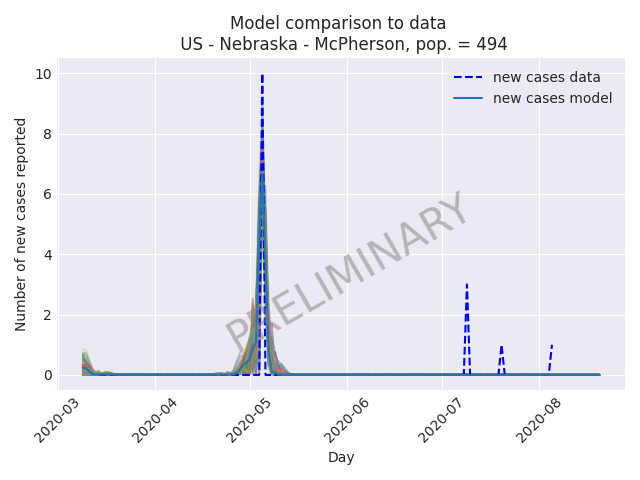 Model comparison to data
US - Nebraska - McPherson, pop. = 494
new cases data
new cases model
Number of new cases reported
10
8
6
4
2
0
PRELIMINARY
2020-03
2020-04
2020-05
2020-06
2020-07
2020-08
Day